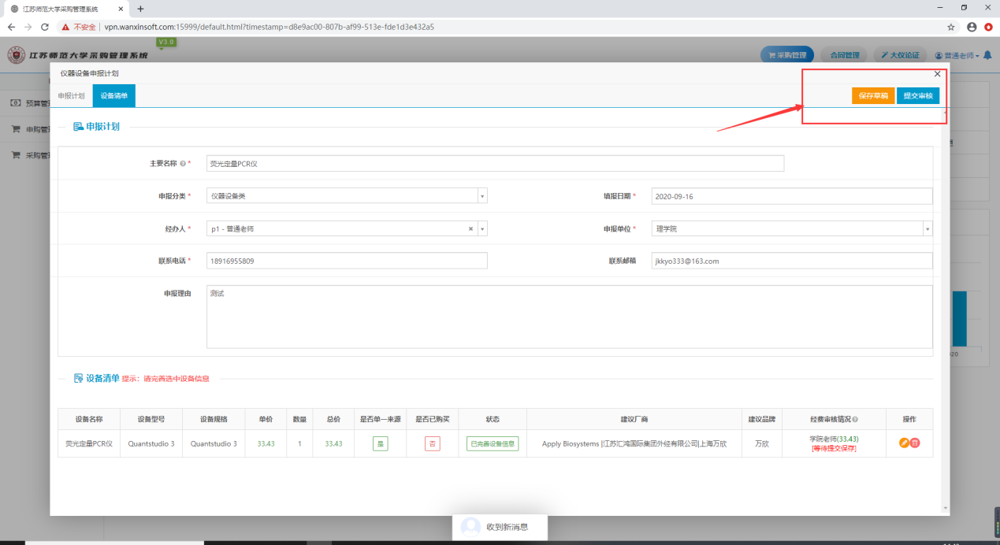 江苏师范大学采购管理系统
不安全 vpn.wanxinsoft.com:15999/default.html?timestamp=d8e9ac00-807b-af99-513e-fde1d3e432a5
V3.0
江苏师范大学采购管理系统
采购管理 合同管理 大仪论证 普通老师
仪器设备申报计划
申报计划 设备清单 保存草稿 提交审核
预算管
申购管
采购管
申报计划
主要名称 * 荧光定量PCR仪
申报分类 * 仪器设备类 填报日期 * 2020-09-16
经办人 * p1 - 普通老师 申报单位 * 理学院
联系电话 * 18916955809 联系邮箱 jkkyo333@163.com
申报理由 测试
设备清单 提示：请完善选中设备信息
设备名称 设备型号 设备规格 单价 数量 总价 是否单一来源 是否已购买 状态 建议厂商 建议品牌 经费审核情况 操作
荧光定量PCR仪 Quantstudio 3 Quantstudio 3 33.43 1 33.43 是 否 已完善设备信息 Apply Biosystems |江苏汇鸿国际集团外经有限公司|上海万欣 万欣 学院老师(33.43)
[等待提交保存]
收到新消息